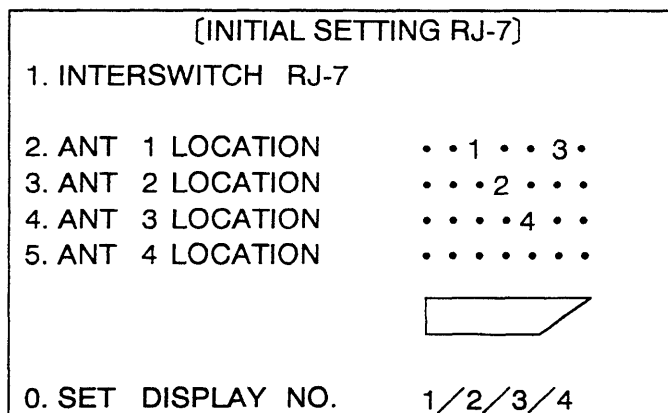 〔INITIAL SETTING RJ-7〕
1. INTERSWITCH RJ-7
2. ANT 1 LOCATION • • 1 • • 3 •
3. ANT 2 LOCATION • • • 2 • • •
4. ANT 3 LOCATION • • • • 4 • •
5. ANT 4 LOCATION • • • • • • •
0. SET DISPLAY NO. 1/2/3/4